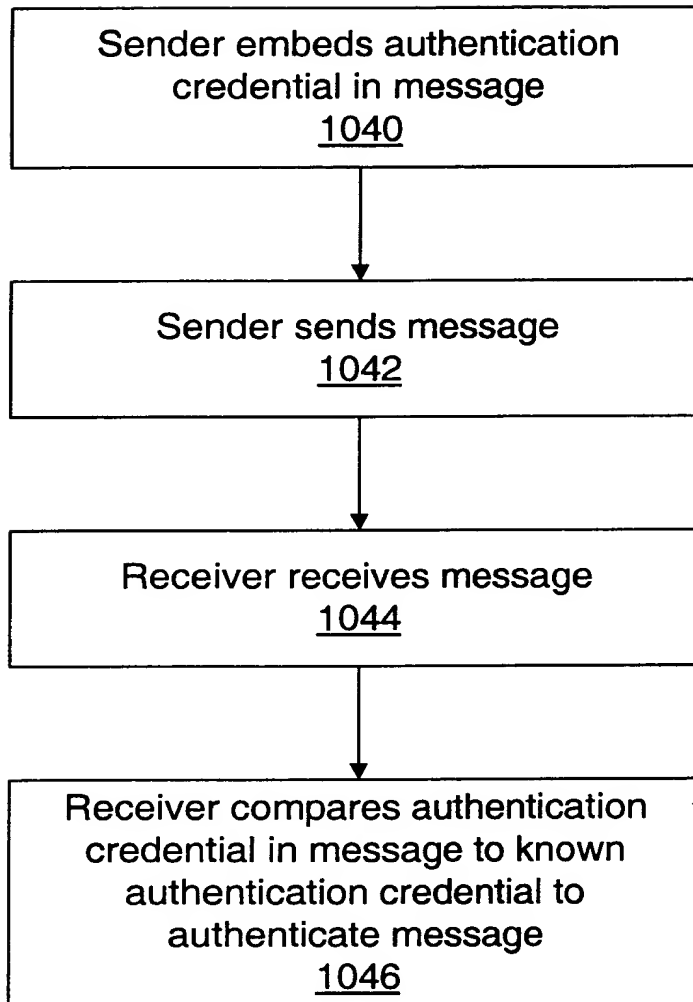 Sender embeds authentication
credential in message
1040
Sender sends message
1042
Receiver receives message
1044
Receiver compares authentication
credential in message to known
authentication credential to
authenticate message
1046